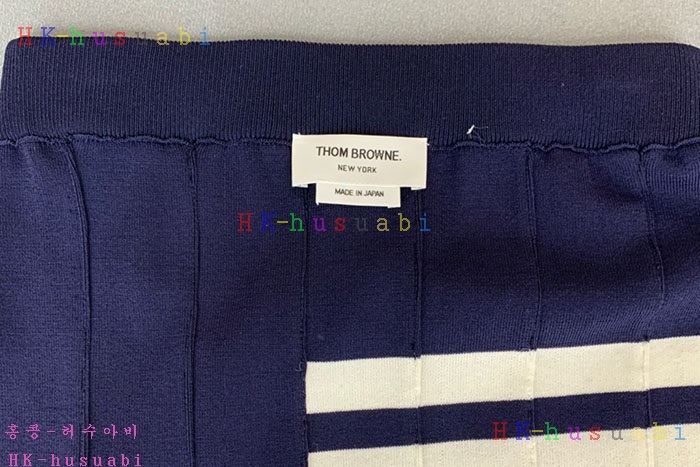 HK-husuabi
THOM BROWNE.
NEW YORK
MADE IN JAPAN
HK-husuabi
홍콩-허수아비
HK-husuabi
HK-husuabi